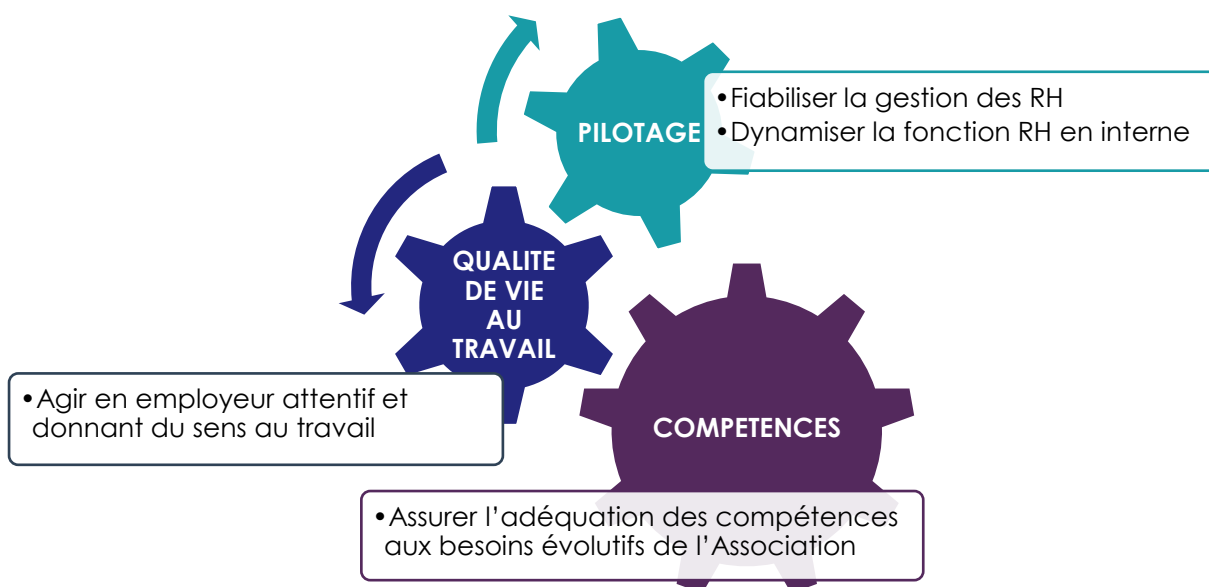 PILOTAGE
•Fiabiliser la gestion des RH
•Dynamiser la fonction RH en interne
QUALITE
DE VIE
AU
TRAVAIL
•Agir en employeur attentif et
donnant du sens au travail
COMPETENCES
•Assurer l’adéquation des compétences
aux besoins évolutifs de l’Association